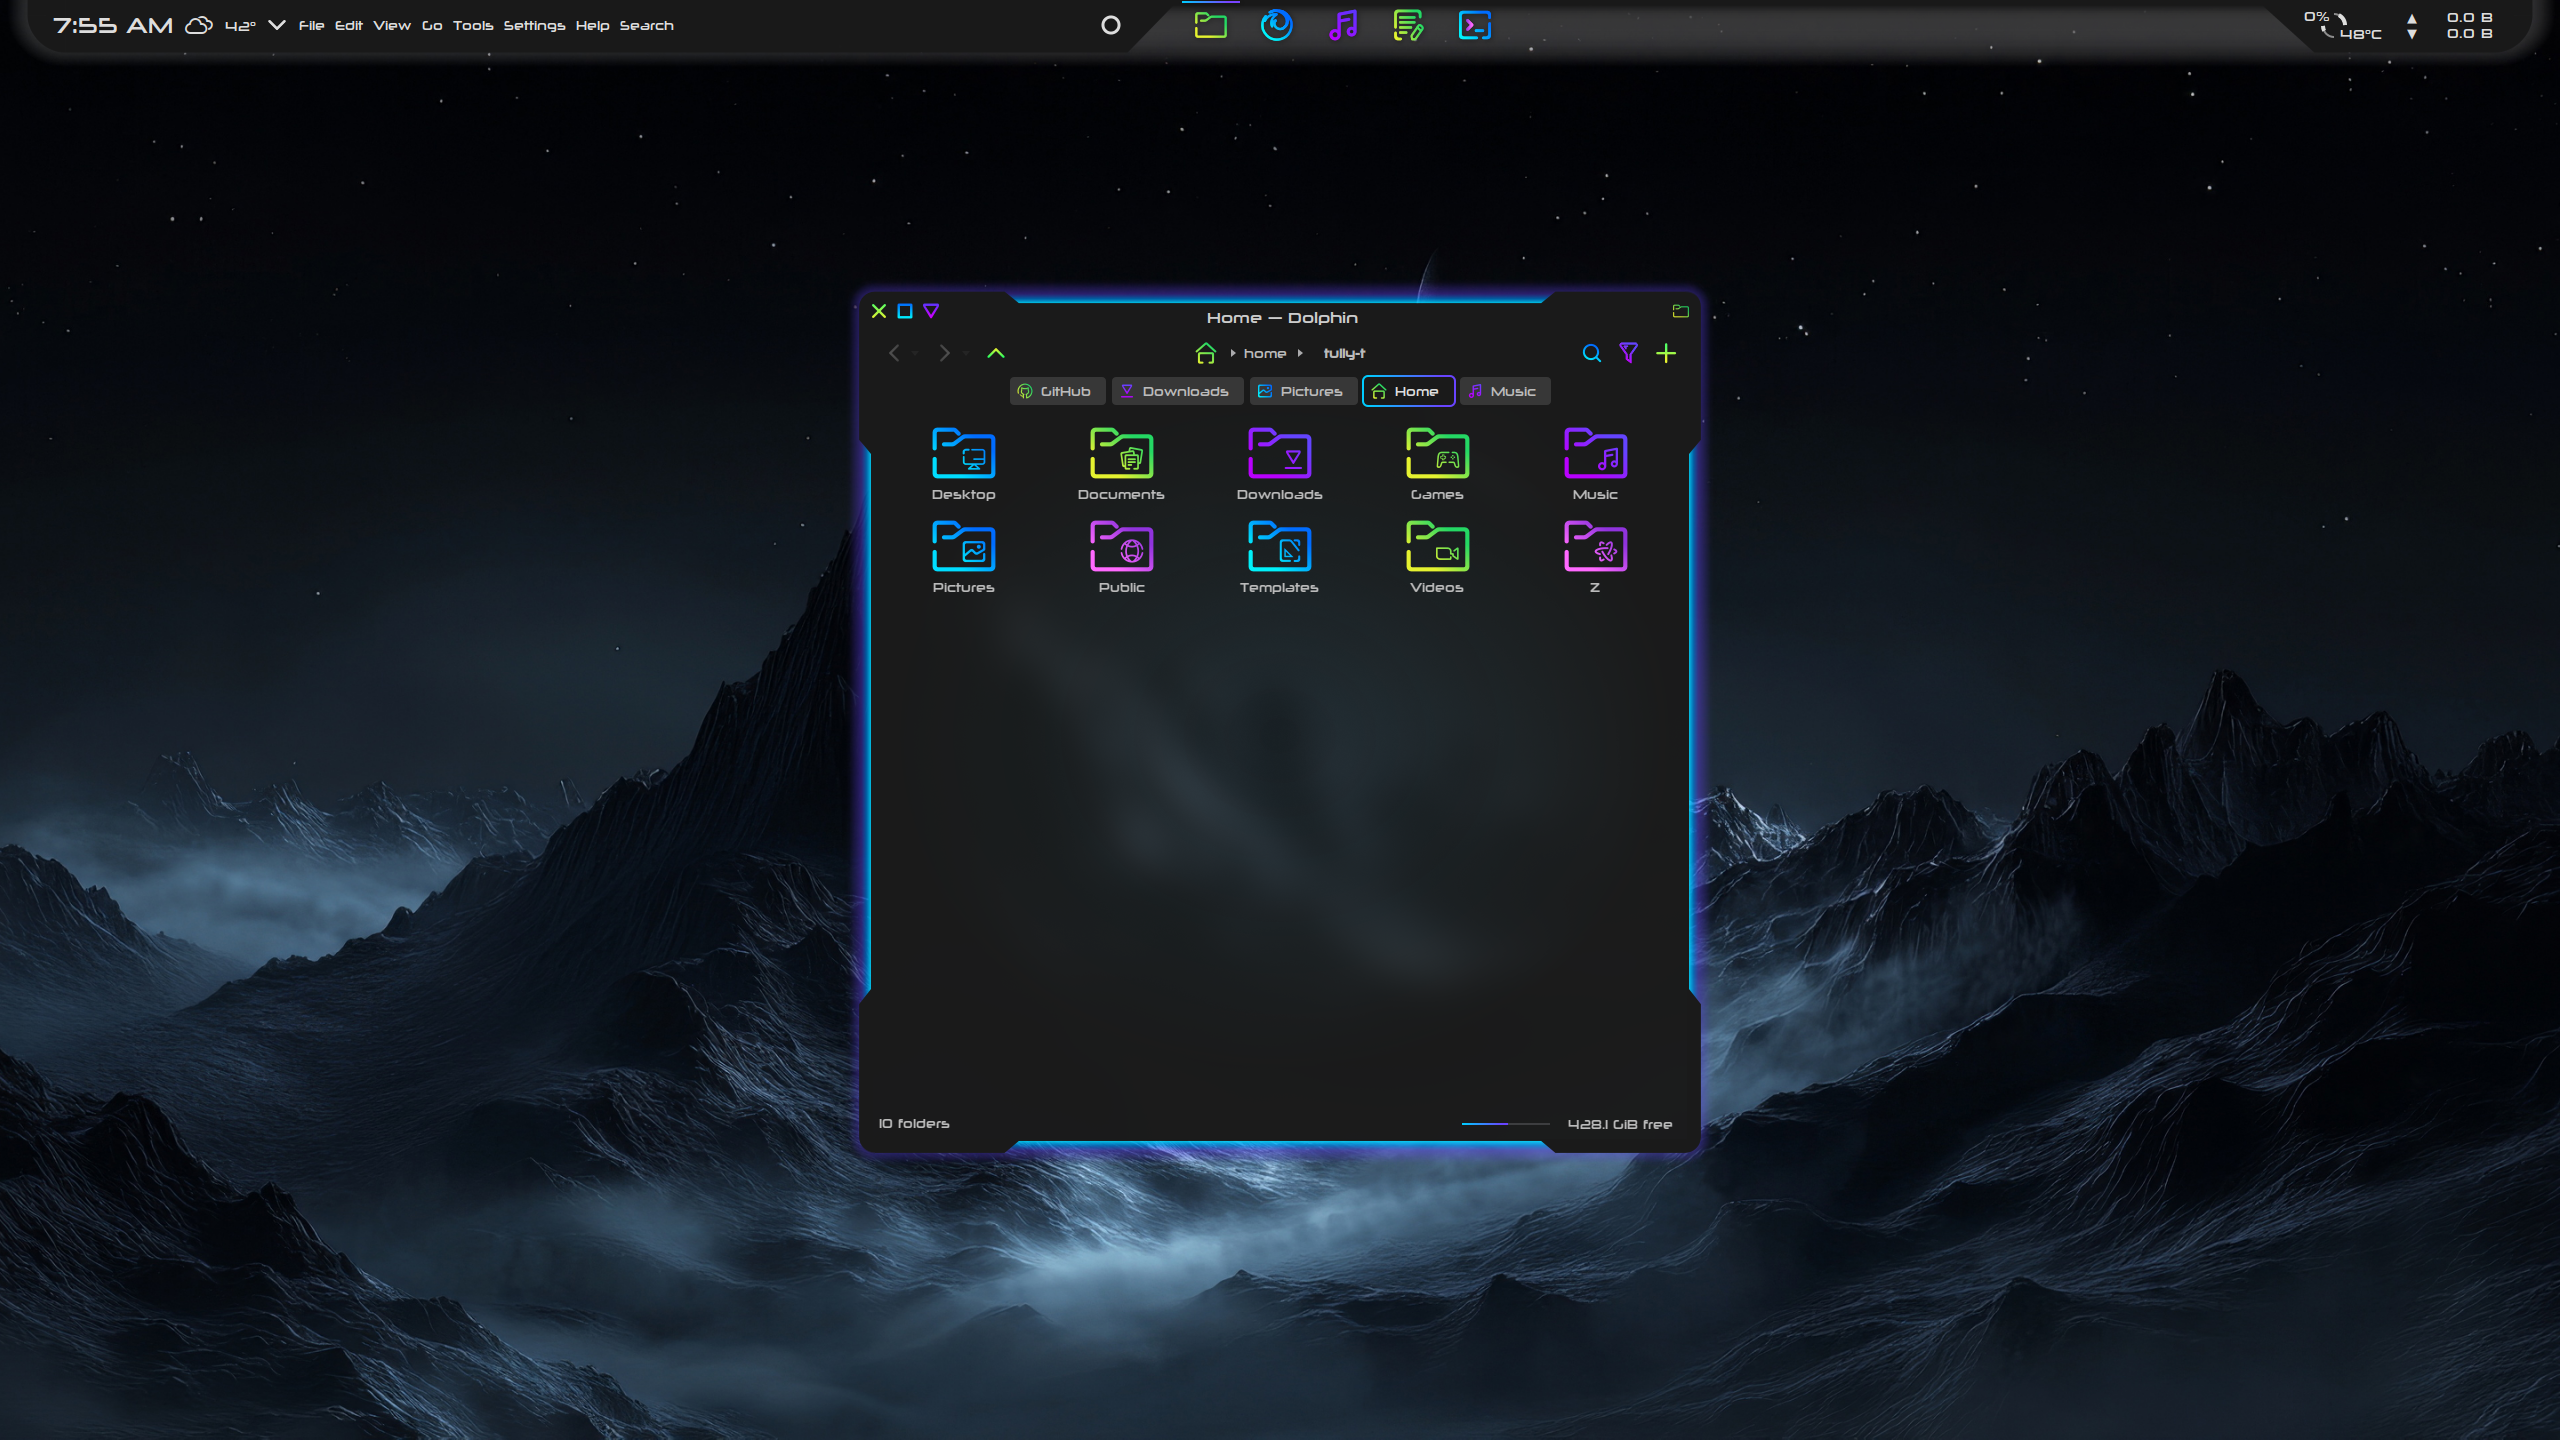 7:55 AM 42° File Edit View Go Tools Settings Help Search
0% 48°C ▲ 0.0 B
▼ 0.0 B
Home — Dolphin
home tully-t
GitHub Downloads Pictures Home Music
Desktop Documents Downloads Games Music
Pictures Public Templates Videos Z
10 folders 428.1 GiB free